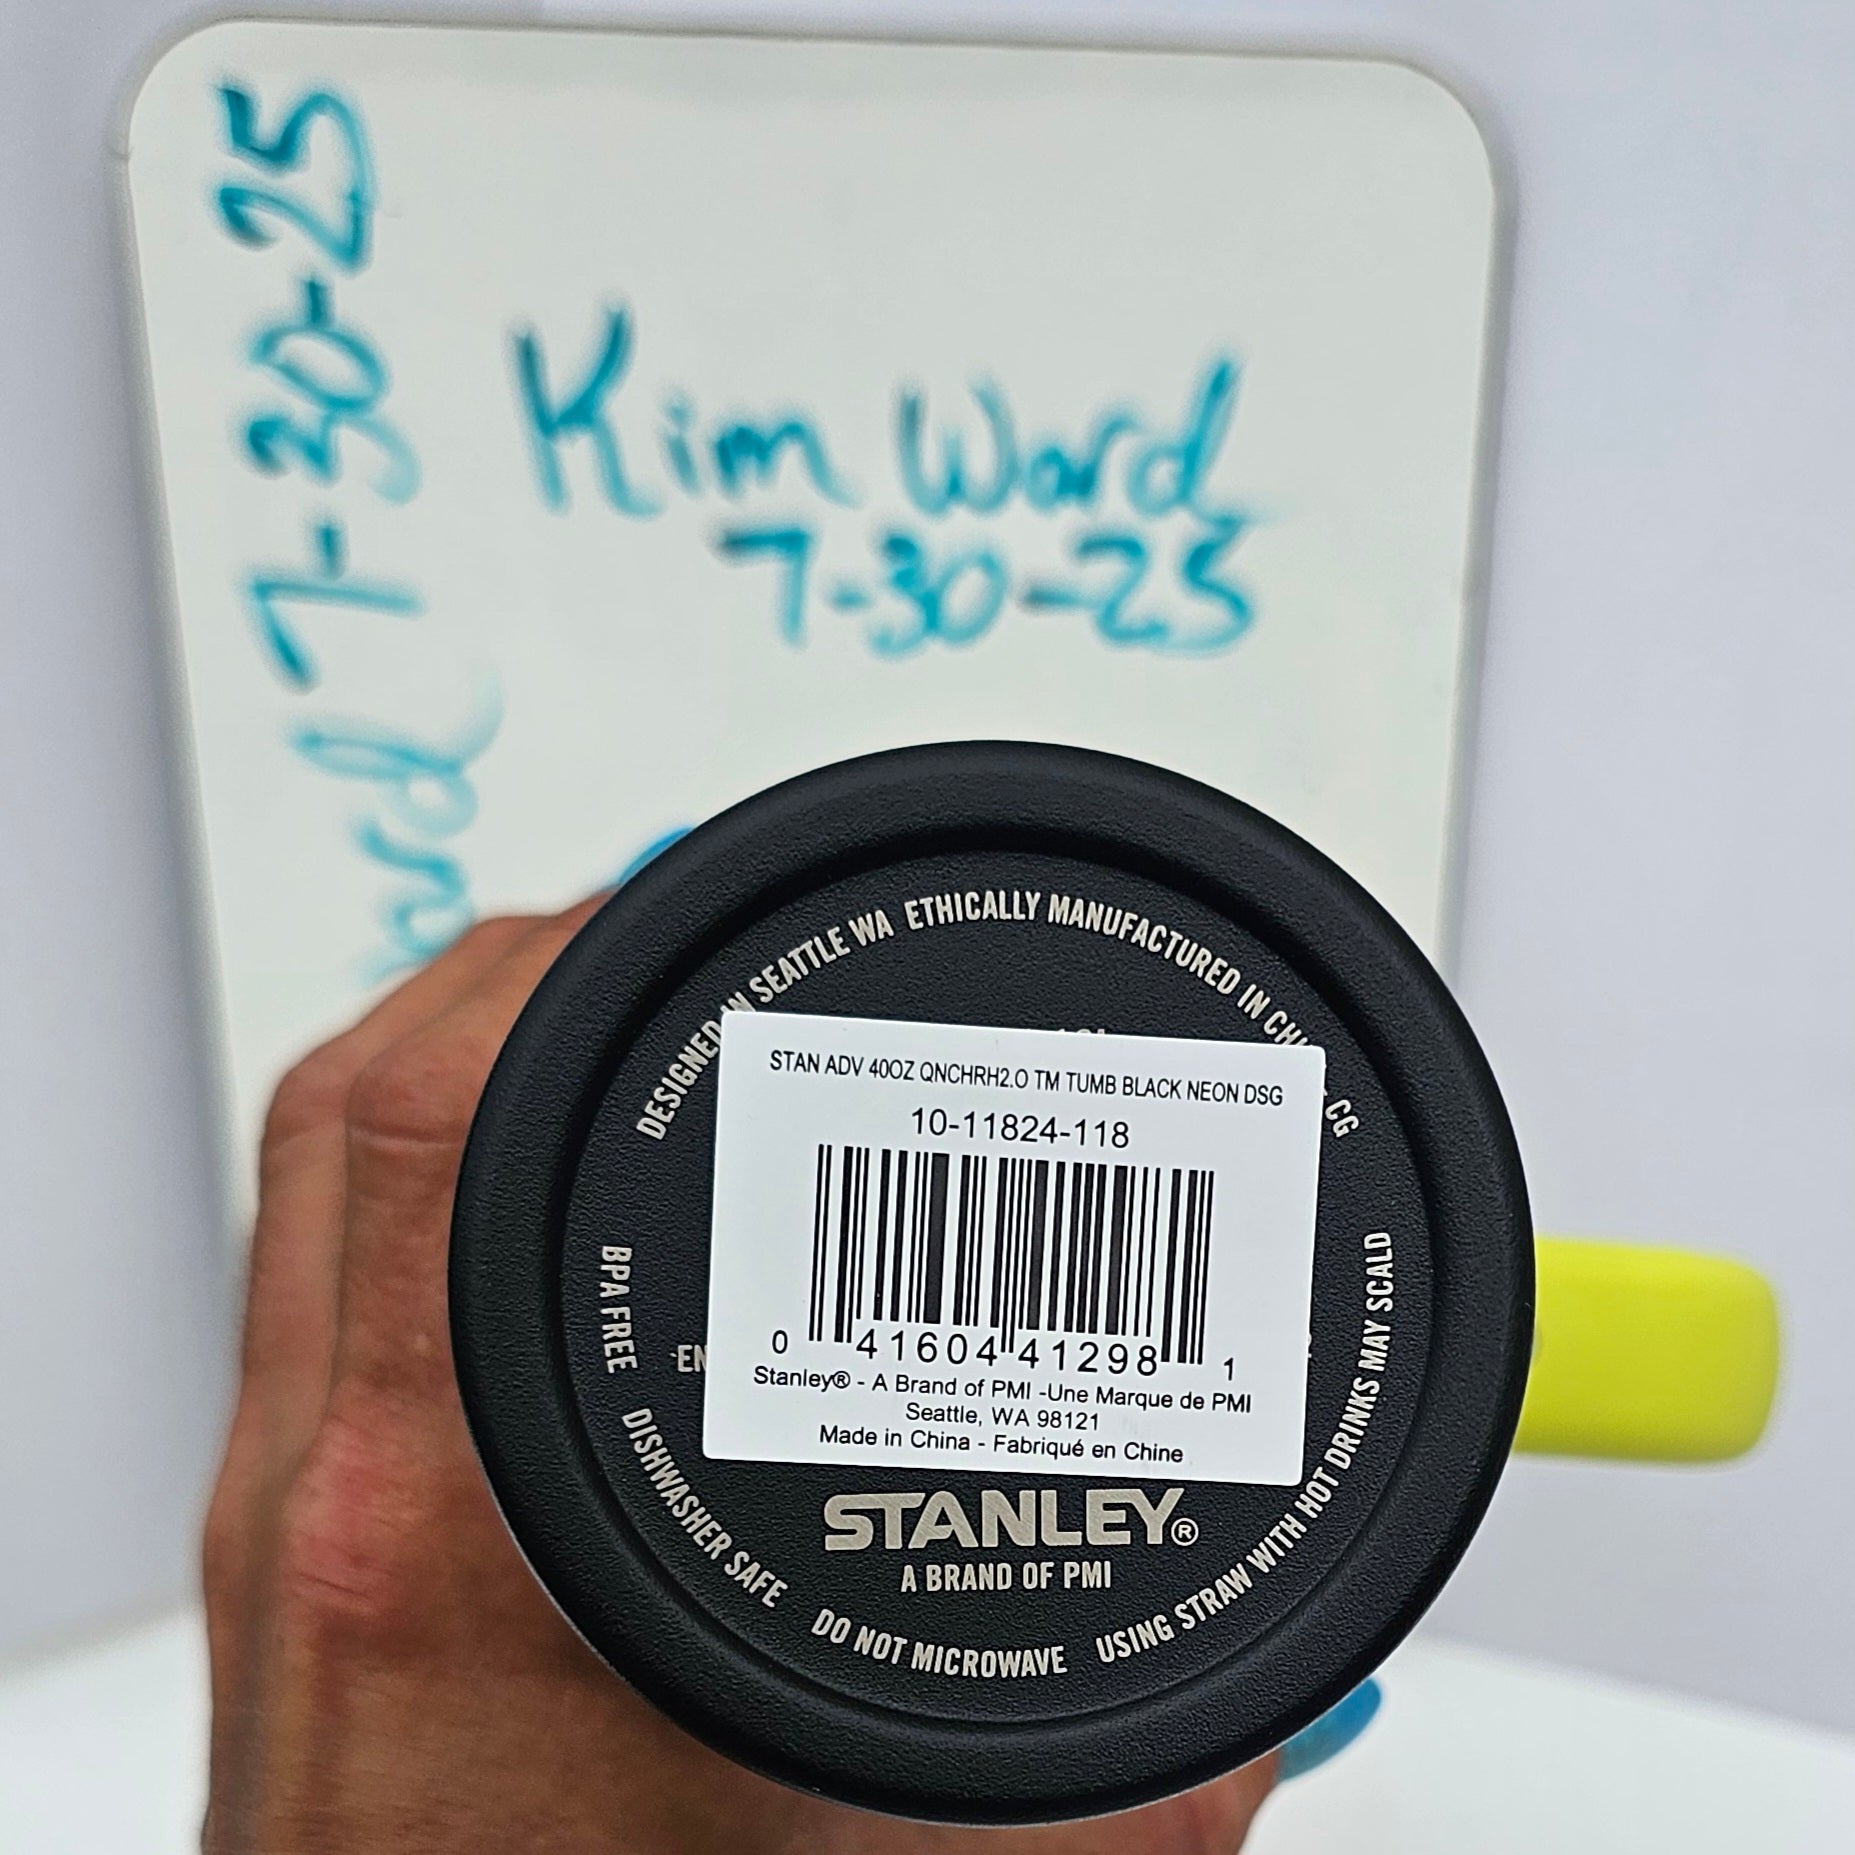 7-30-25
Kim Ward
7-30-25
DESIGNED IN SEATTLE WA ETHICALLY MANUFACTURED IN CHINA CG
STAN ADV 40OZ QNCHRH2.O TM TUMB BLACK NEON DSG
10-11824-118
0 41604 41298 1
Stanley® - A Brand of PMI -Une Marque de PMI
Seattle, WA 98121
Made in China - Fabriqué en Chine
EN
STANLEY®
A BRAND OF PMI
BPA FREE DISHWASHER SAFE DO NOT MICROWAVE USING STRAW WITH HOT DRINKS MAY SCALD